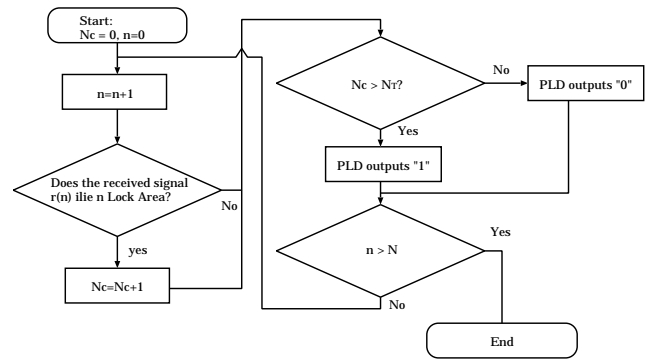 Start:
Nc = 0, n=0
n=n+1
Does the received signal
r(n) ilie n Lock Area?
No
yes
Nc=Nc+1
Nc > NT?
No
PLD outputs "0"
Yes
PLD outputs "1"
n > N
Yes
No
End